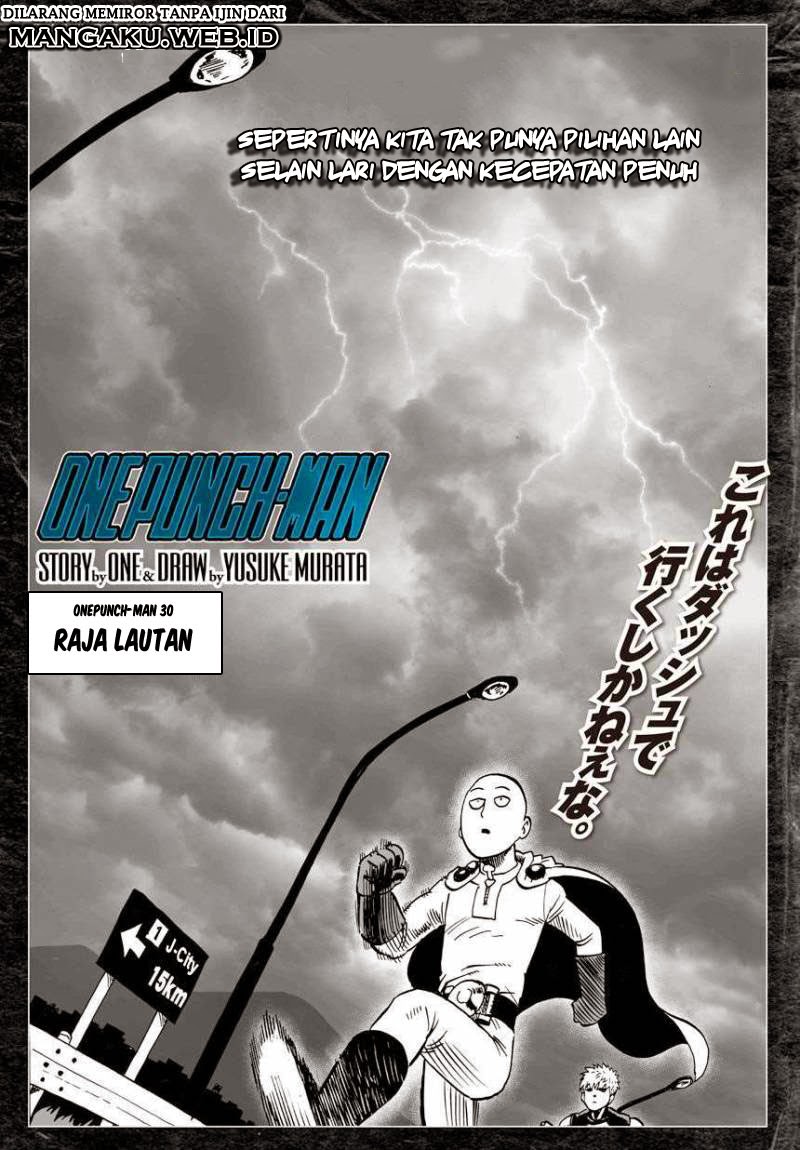 DILARANG MEMIROR TANPA IJIN DARI
MANGAKU.WEB.ID
SEPERTINYA KITA TAK PUNYA PILIHAN LAIN
SELAIN LARI DENGAN KECEPATAN PENUH
ONEPUNCH-MAN
STORY by ONE & DRAW by YUSUKE MURATA
ONEPUNCH-MAN 30
RAJA LAUTAN
これはダッシュで
行くしかねぇな。
1 J-City
15km